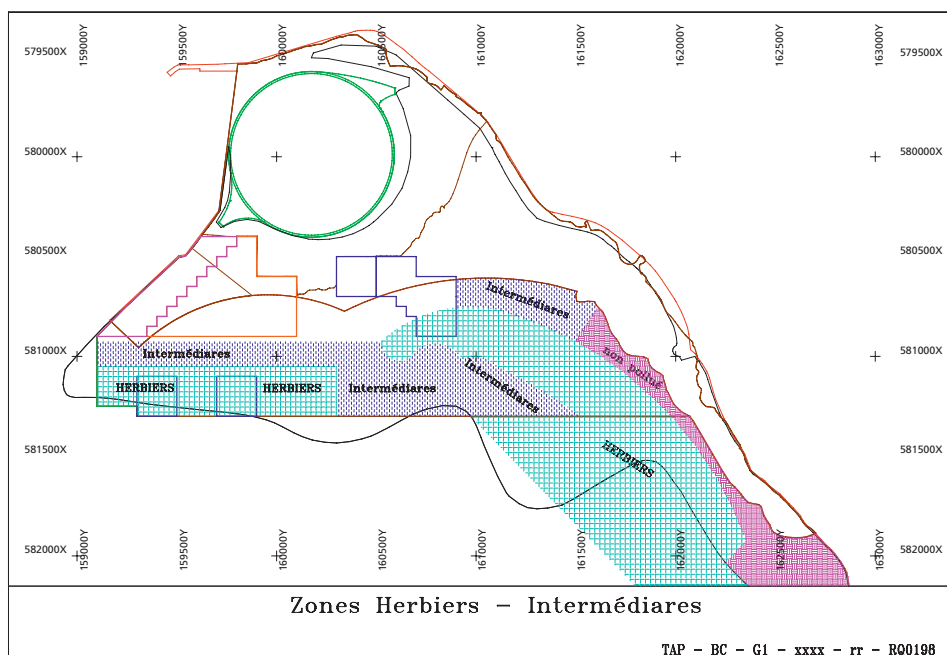 159000Y
159500Y
160000Y
160500Y
161000Y
161500Y
162000Y
162500Y
163000Y
579500X
579500X
580000X
580000X
580500X
580500X
Intermédiares
581000X
Intermédiares
non pollué
581000X
HERBIERS
HERBIERS
Intermédiares
Intermédiares
581500X
HERBIERS
581500X
582000X
582000X
159000Y
159500Y
160000Y
160500Y
161000Y
161500Y
162000Y
162500Y
163000Y
Zones Herbiers - Intermédiares
TAP - BC - G1 - xxxx - rr - RQ0198